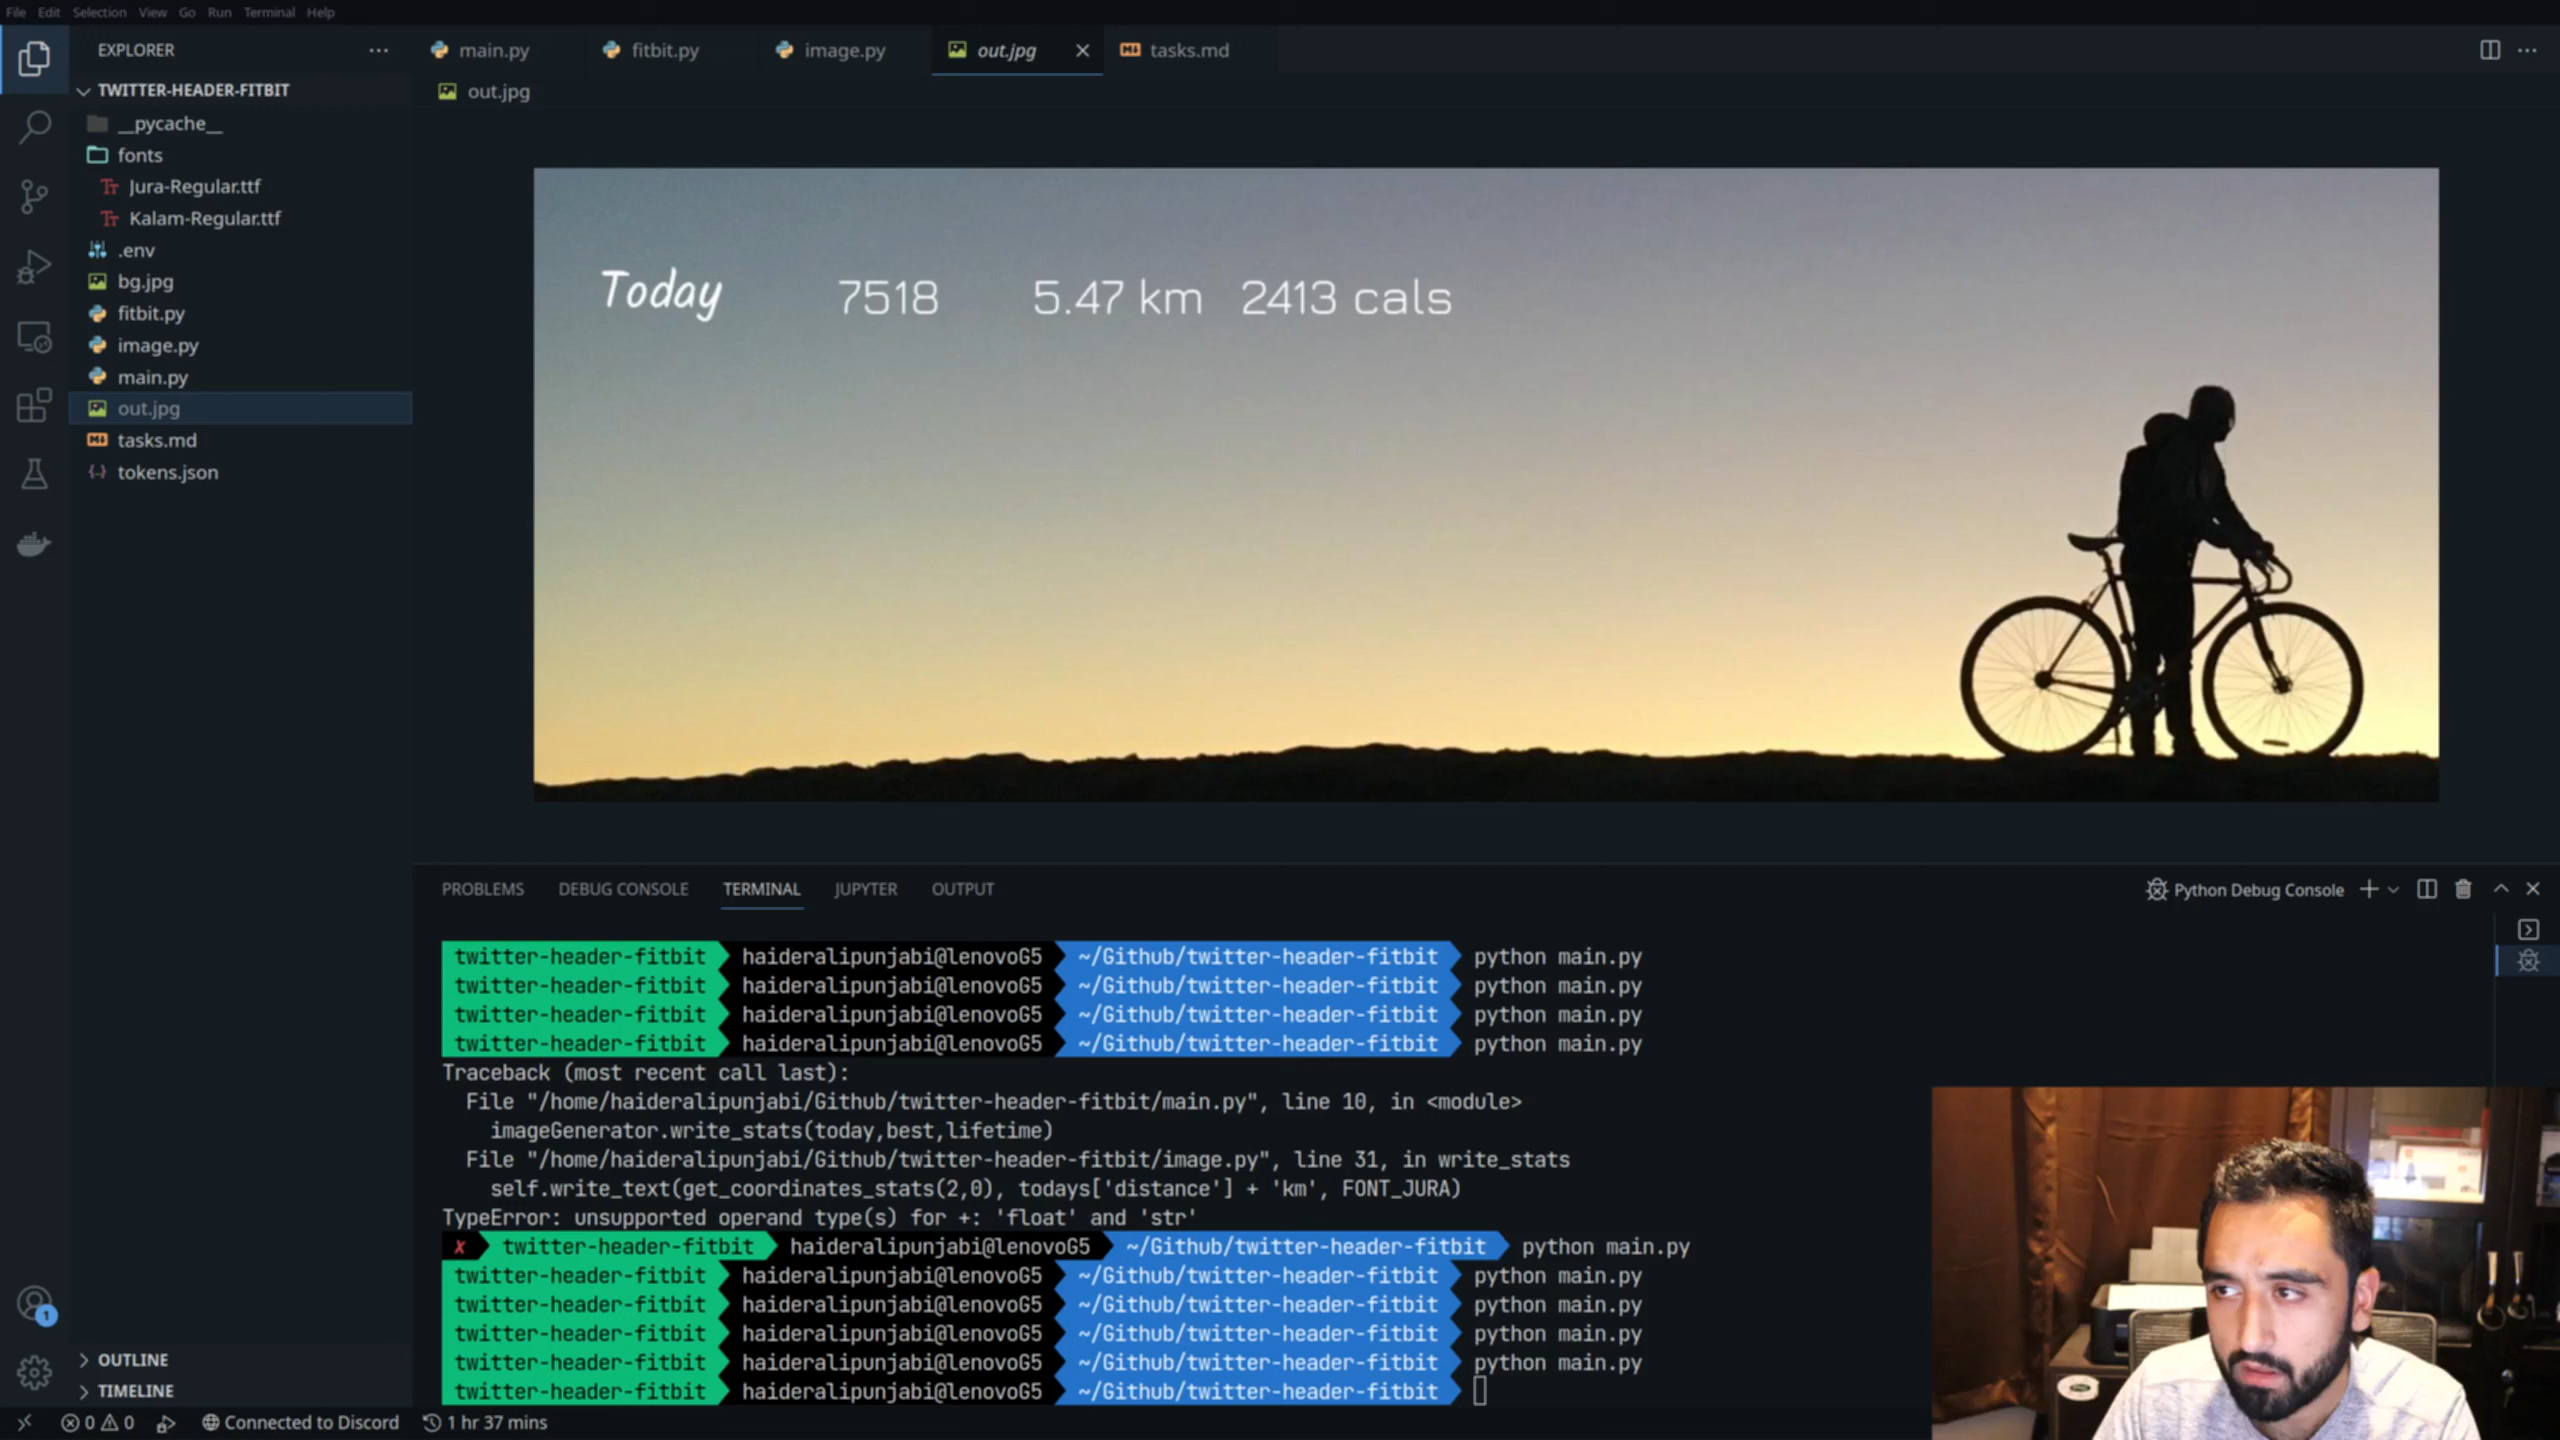 File Edit Selection View Go Run Terminal Help
EXPLORER
main.py fitbit.py image.py out.jpg tasks.md
TWITTER-HEADER-FITBIT
out.jpg
__pycache__
fonts
Jura-Regular.ttf
Kalam-Regular.ttf
.env
bg.jpg
fitbit.py
image.py
main.py
out.jpg
tasks.md
tokens.json
Today 7518 5.47 km 2413 cals
PROBLEMS DEBUG CONSOLE TERMINAL JUPYTER OUTPUT Python Debug Console
twitter-header-fitbit haideralipunjabi@lenovoG5 ~/Github/twitter-header-fitbit python main.py
twitter-header-fitbit haideralipunjabi@lenovoG5 ~/Github/twitter-header-fitbit python main.py
twitter-header-fitbit haideralipunjabi@lenovoG5 ~/Github/twitter-header-fitbit python main.py
twitter-header-fitbit haideralipunjabi@lenovoG5 ~/Github/twitter-header-fitbit python main.py
Traceback (most recent call last):
File "/home/haideralipunjabi/Github/twitter-header-fitbit/main.py", line 10, in <module>
imageGenerator.write_stats(today,best,lifetime)
File "/home/haideralipunjabi/Github/twitter-header-fitbit/image.py", line 31, in write_stats
self.write_text(get_coordinates_stats(2,0), todays['distance'] + 'km', FONT_JURA)
TypeError: unsupported operand type(s) for +: 'float' and 'str'
✗ twitter-header-fitbit haideralipunjabi@lenovoG5 ~/Github/twitter-header-fitbit python main.py
twitter-header-fitbit haideralipunjabi@lenovoG5 ~/Github/twitter-header-fitbit python main.py
twitter-header-fitbit haideralipunjabi@lenovoG5 ~/Github/twitter-header-fitbit python main.py
twitter-header-fitbit haideralipunjabi@lenovoG5 ~/Github/twitter-header-fitbit python main.py
twitter-header-fitbit haideralipunjabi@lenovoG5 ~/Github/twitter-header-fitbit python main.py
twitter-header-fitbit haideralipunjabi@lenovoG5 ~/Github/twitter-header-fitbit
1
OUTLINE
TIMELINE
0 0 Connected to Discord 1 hr 37 mins